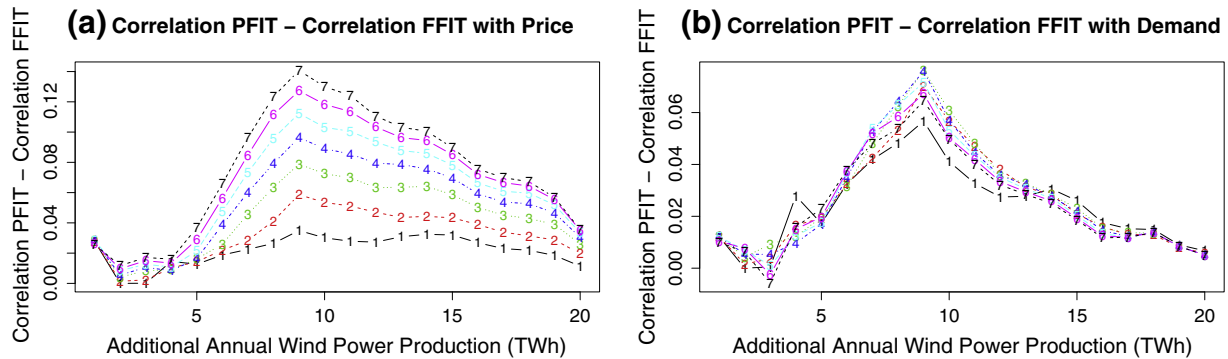 (a) Correlation PFIT – Correlation FFIT with Price
Correlation PFIT – Correlation FFIT
0.00 0.04 0.08 0.12
5 10 15 20
Additional Annual Wind Power Production (TWh)
(b) Correlation PFIT – Correlation FFIT with Demand
Correlation PFIT – Correlation FFIT
0.00 0.02 0.04 0.06
5 10 15 20
Additional Annual Wind Power Production (TWh)